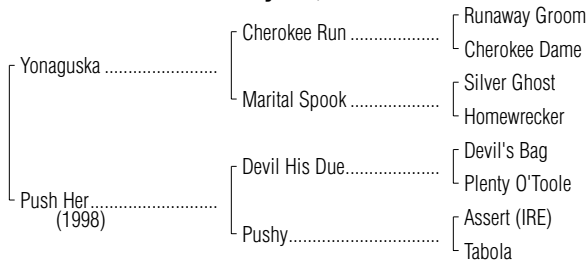 Runaway Groom
Cherokee Run ....................
Cherokee Dame
Yonaguska .........................
Silver Ghost
Marital Spook ....................
Homewrecker
Devil's Bag
Devil His Due.....................
Plenty O'Toole
Push Her............................
(1998)
Assert (IRE)
Pushy..................................
Tabola